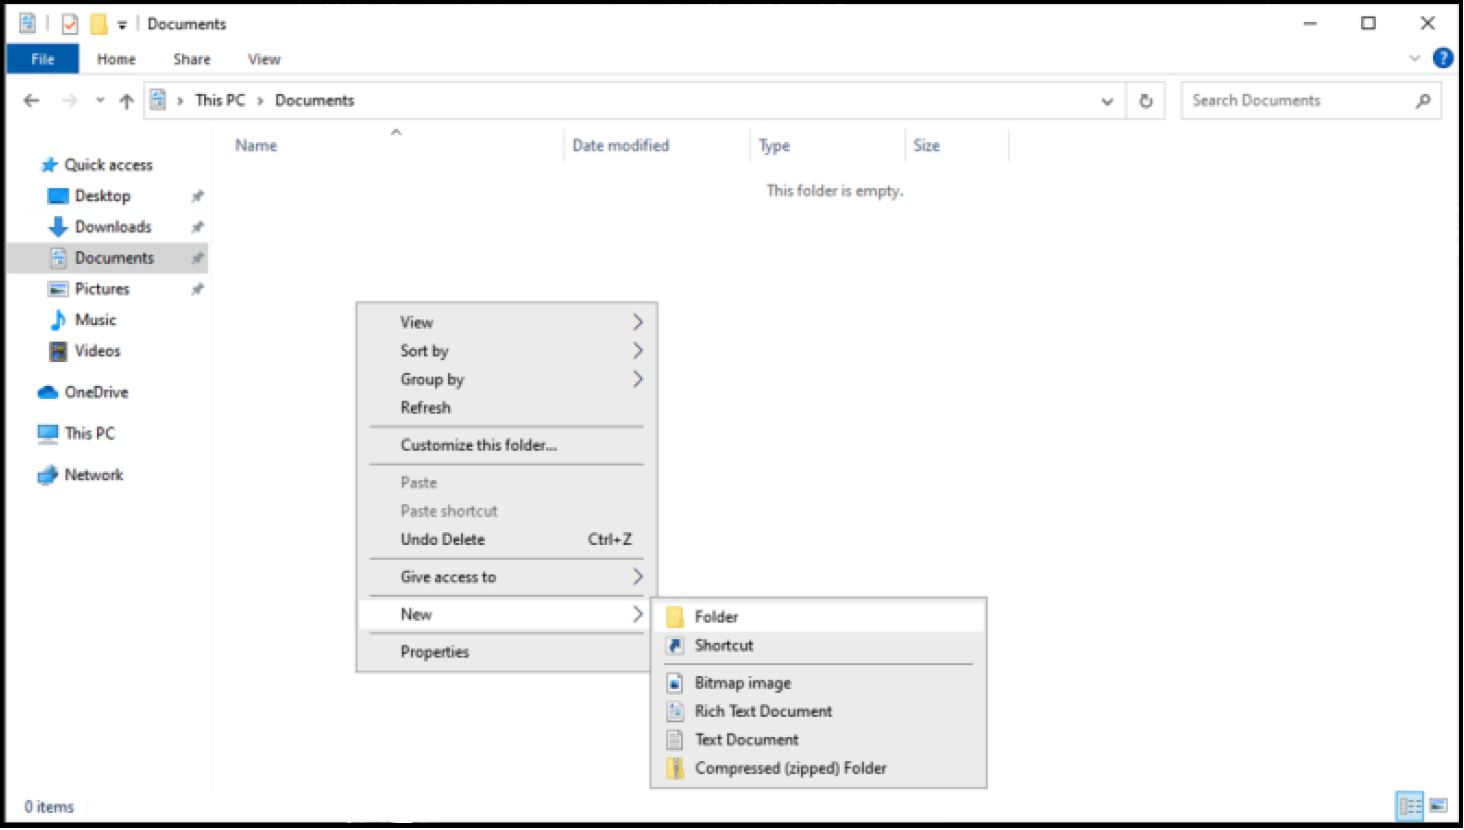 Documents
File Home Share View
?
This PC Documents
Search Documents
Name Date modified Type Size
This folder is empty.
Quick access
Desktop
Downloads
Documents
Pictures
Music
Videos
OneDrive
This PC
Network
View
Sort by
Group by
Refresh
Customize this folder...
Paste
Paste shortcut
Undo Delete Ctrl+Z
Give access to
New
Properties
Folder
Shortcut
Bitmap image
Rich Text Document
Text Document
Compressed (zipped) Folder
0 items